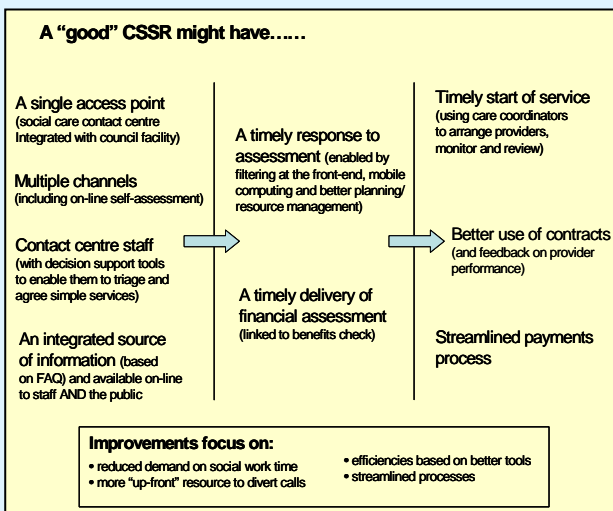 A “good” CSSR might have……
A single access point
(social care contact centre
Integrated with council facility)
Multiple channels
(including on-line self-assessment)
Contact centre staff
(with decision support tools
to enable them to triage and
agree simple services)
An integrated source
of information (based
on FAQ) and available on-line
to staff AND the public
A timely response to
assessment (enabled by
filtering at the front-end, mobile
computing and better planning/
resource management)
A timely delivery of
financial assessment
(linked to benefits check)
Timely start of service
(using care coordinators
to arrange providers,
monitor and review)
Better use of contracts
(and feedback on provider
performance)
Streamlined payments
process
Improvements focus on:
• reduced demand on social work time
• more “up-front” resource to divert calls
• efficiencies based on better tools
• streamlined processes